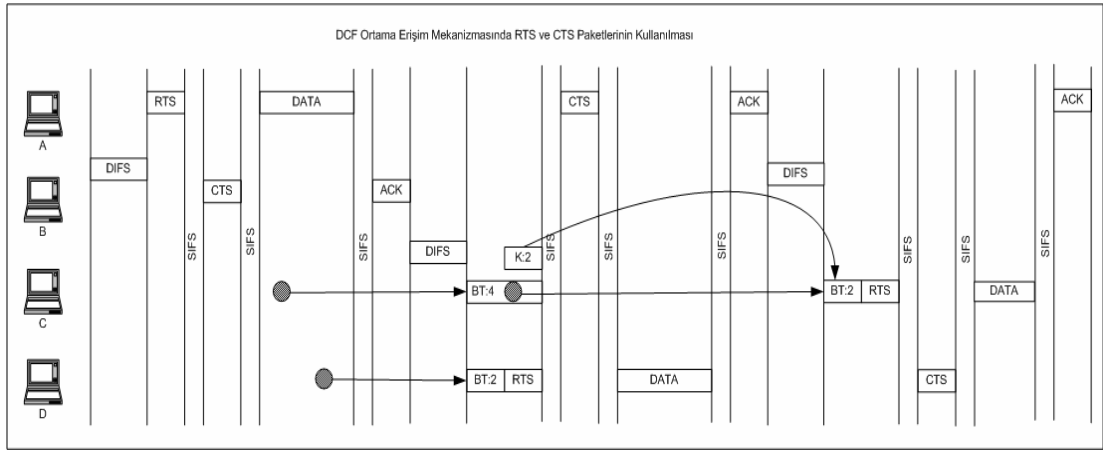 DCF Ortama Erişim Mekanizmasında RTS ve CTS Paketlerinin Kullanılması
RTS
DATA
CTS
ACK
ACK
A
DIFS
DIFS
CTS
ACK
B
SIFS
SIFS
SIFS
DIFS
K:2
SIFS
SIFS
SIFS
SIFS
SIFS
SIFS
BT:4
BT:2
RTS
DATA
C
BT:2
RTS
DATA
CTS
D